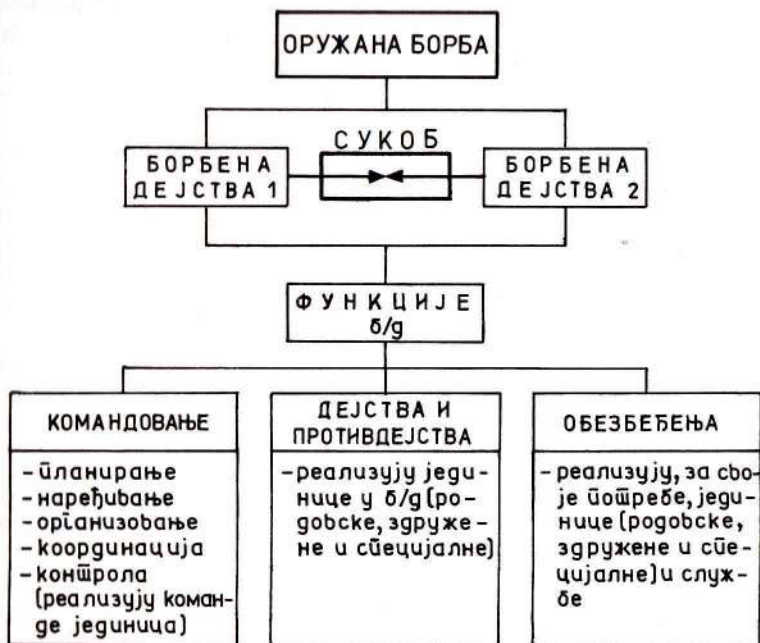 ОРУЖАНА БОРБА
СУКОБ
БОРБЕНА
ДЕЈСТВА 1
БОРБЕНА
ДЕЈСТВА 2
ФУНКЦИЈЕ
б/д
КОМАНДОВАЊЕ
-планирање
-наређивање
-организовање
-координација
-контрола
(реализују коман-
де јединица)
ДЕЈСТВА И
ПРОТИВДЕЈСТВА
-реализују једи-
нице у б/д (ро-
довске, здруже-
не и специјалне)
ОБЕЗБЕЂЕЊА
-реализују, за сво-
је потребе, једи-
нице (родовске,
здружене и спе-
цијалне) и служ-
бе